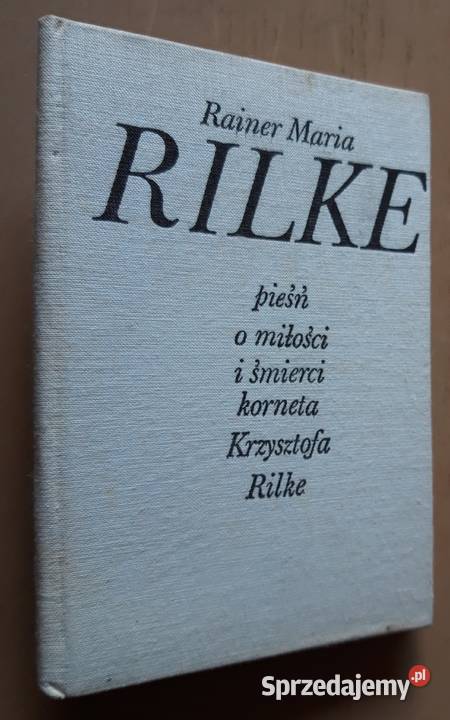 Rainer Maria
RILKE
pieśń
o miłości
i śmierci
korneta
Krzysztofa
Rilke
Sprzedajemy.pl